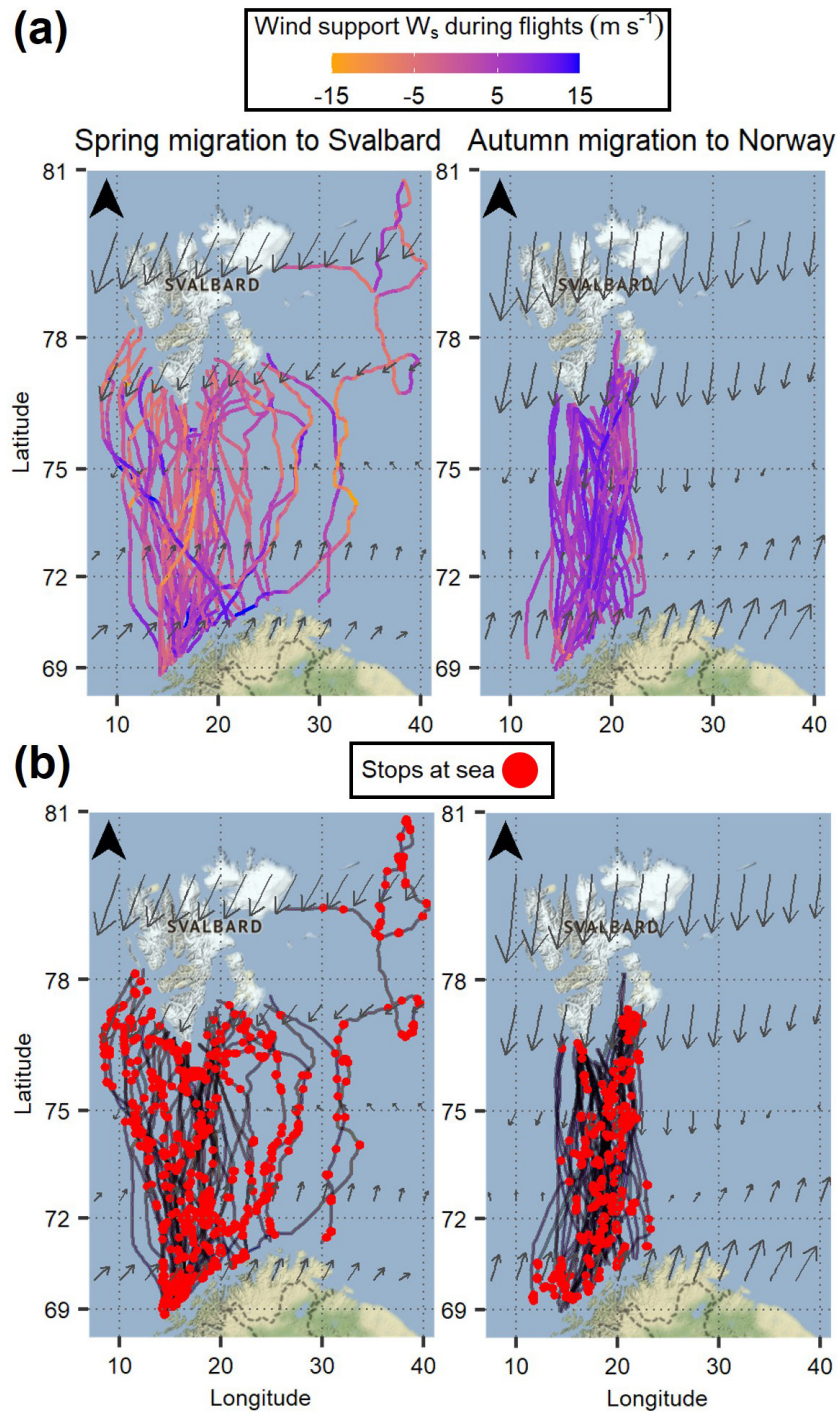 (a)
Wind support Wₛ during flights (m s⁻¹)
-15 -5 5 15
Spring migration to Svalbard Autumn migration to Norway
81 81
SVALBARD SVALBARD
78 78
Latitude
75 75
72 72
69 69
10 20 30 40 10 20 30 40
(b)
Stops at sea
81 81
SVALBARD SVALBARD
78 78
Latitude
75 75
72 72
69 69
10 20 30 40 10 20 30 40
Longitude Longitude